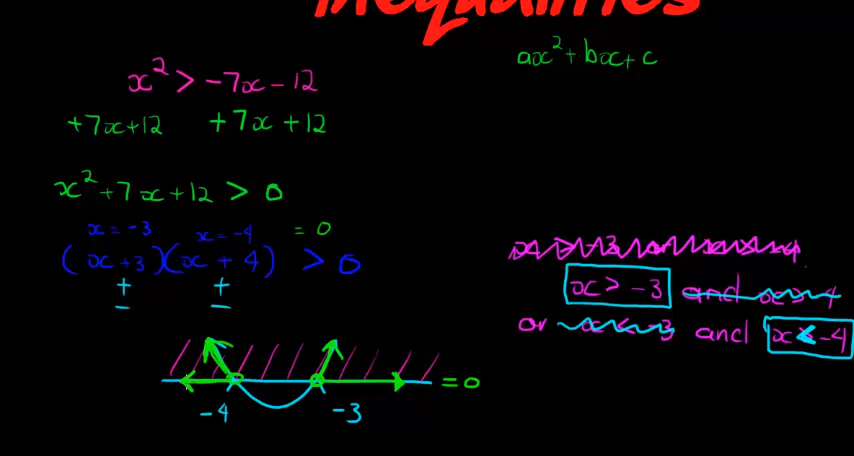 Inequalities
ax² + bx + c
x² > -7x - 12
+7x+12 +7x+12
x² + 7x + 12 > 0
x = -3 x = -4 = 0
(x + 3)(x + 4) > 0
+ +
- -
x > -3
or x < -3 and x < -4
-4 -3 = 0